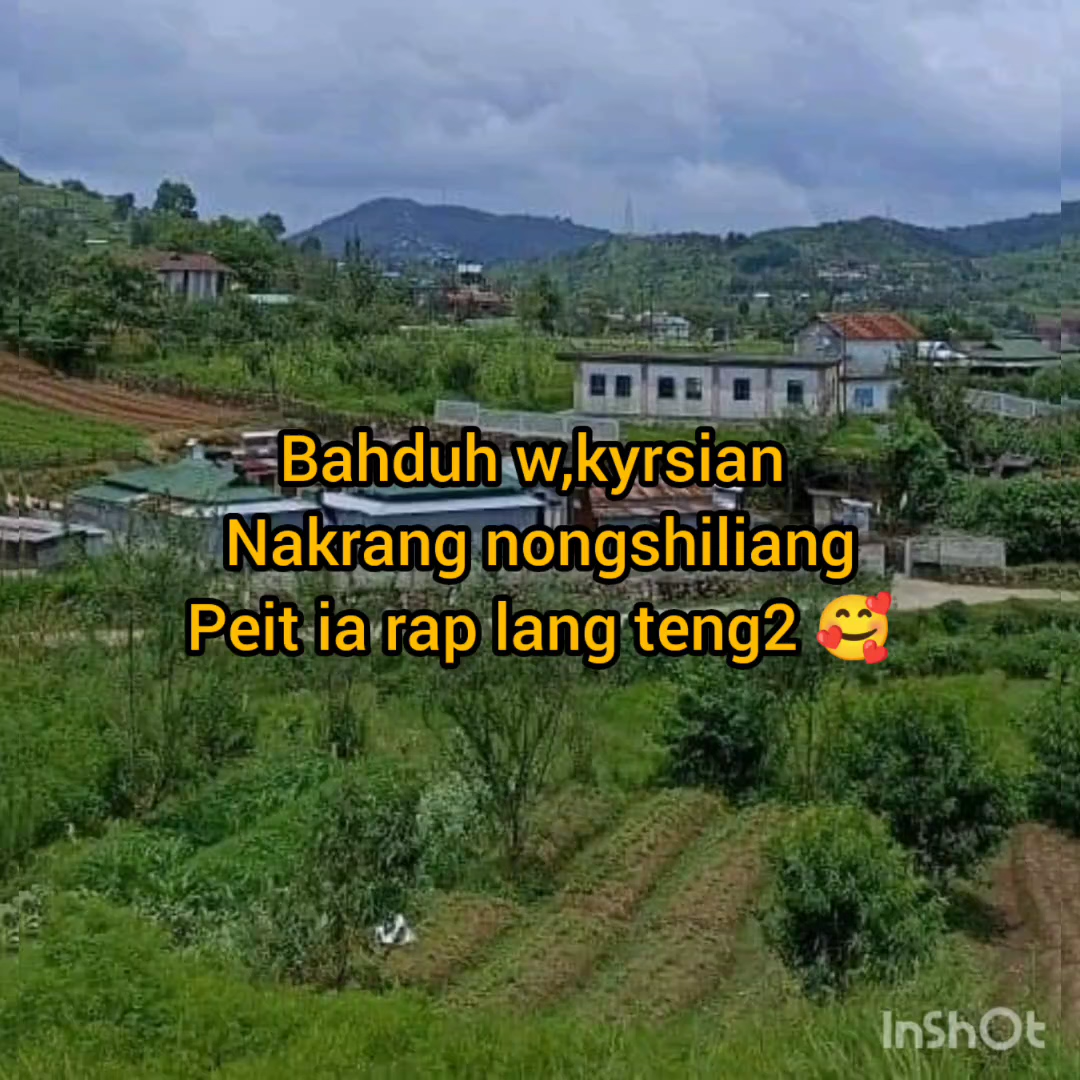 Bahduh w,kyrsian
Nakrang nongshiliang
Peit ia rap lang teng2 🥰
InShOt